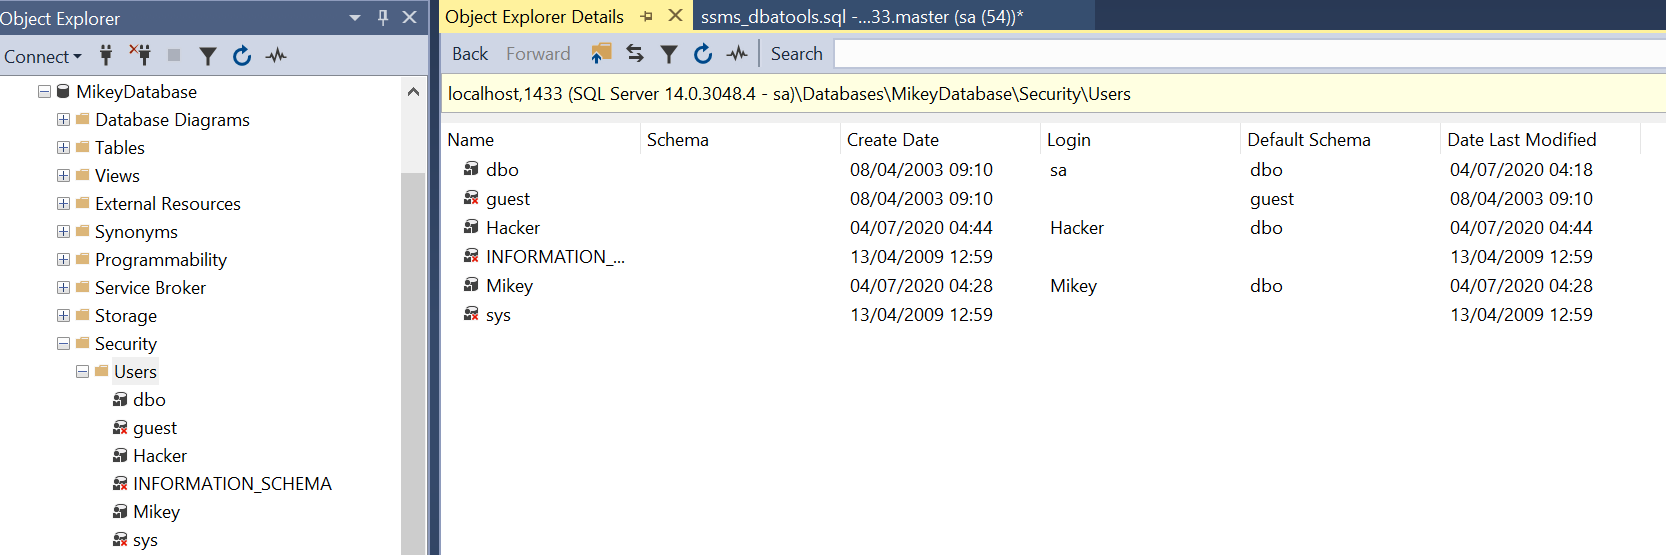 Object Explorer
Connect
MikeyDatabase
Database Diagrams
Tables
Views
External Resources
Synonyms
Programmability
Service Broker
Storage
Security
Users
dbo
guest
Hacker
INFORMATION_SCHEMA
Mikey
sys
Object Explorer Details
ssms_dbatools.sql -...33.master (sa (54))*
Back Forward Search
localhost,1433 (SQL Server 14.0.3048.4 - sa)\Databases\MikeyDatabase\Security\Users
Name Schema Create Date Login Default Schema Date Last Modified
dbo 08/04/2003 09:10 sa dbo 04/07/2020 04:18
guest 08/04/2003 09:10 guest 08/04/2003 09:10
Hacker 04/07/2020 04:44 Hacker dbo 04/07/2020 04:44
INFORMATION_... 13/04/2009 12:59 13/04/2009 12:59
Mikey 04/07/2020 04:28 Mikey dbo 04/07/2020 04:28
sys 13/04/2009 12:59 13/04/2009 12:59